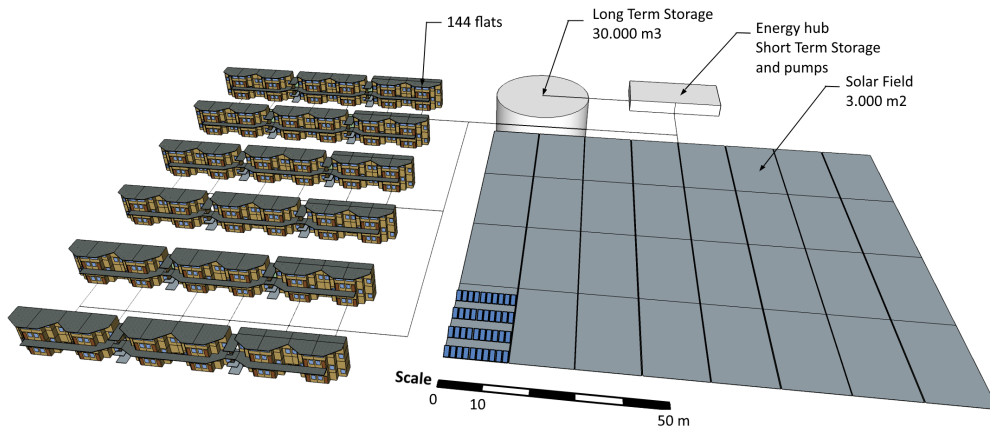 144 flats
Long Term Storage
30.000 m3
Energy hub
Short Term Storage
and pumps
Solar Field
3.000 m2
Scale
0
10
50 m